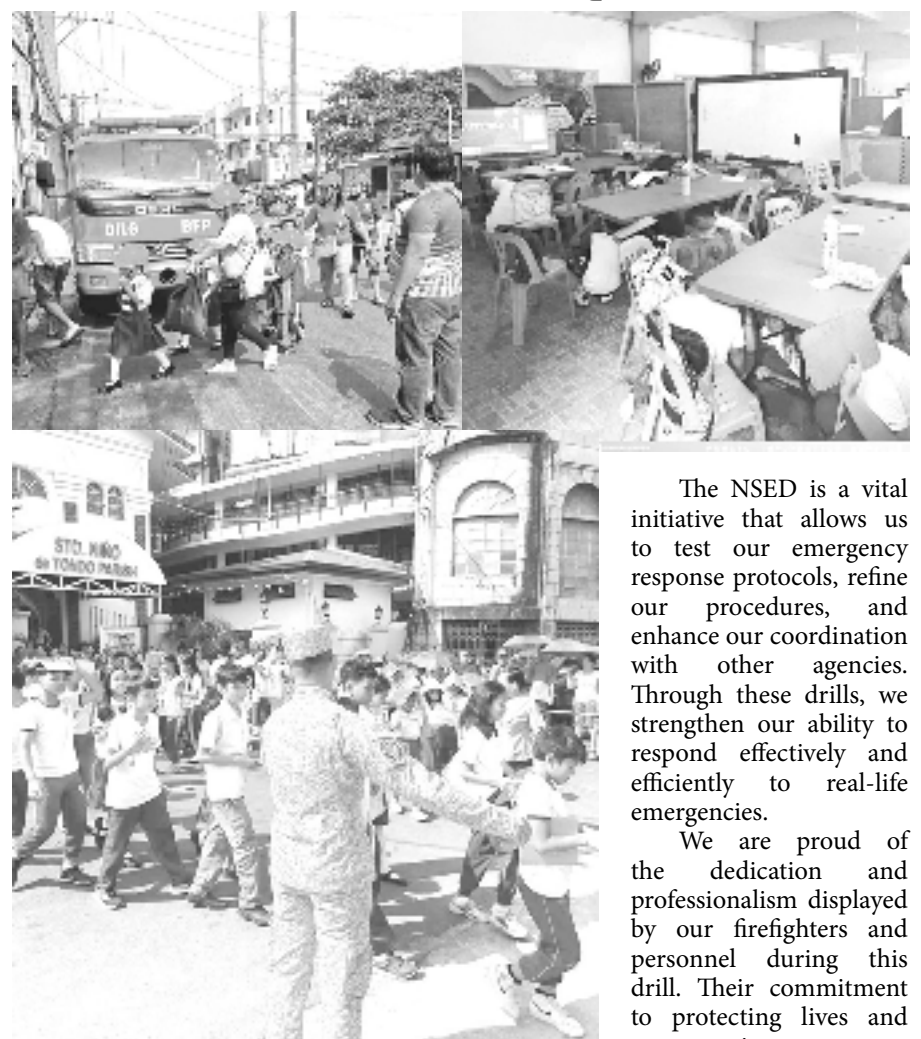 DILG BFP
STO. NIÑO
de TONDO PARISH
The NSED is a vital
initiative that allows us
to test our emergency
response protocols, refine
our procedures, and
enhance our coordination
with other agencies.
Through these drills, we
strengthen our ability to
respond effectively and
efficiently to real-life
emergencies.
We are proud of
the dedication and
professionalism displayed
by our firefighters and
personnel during this
drill. Their commitment
to protecting lives and